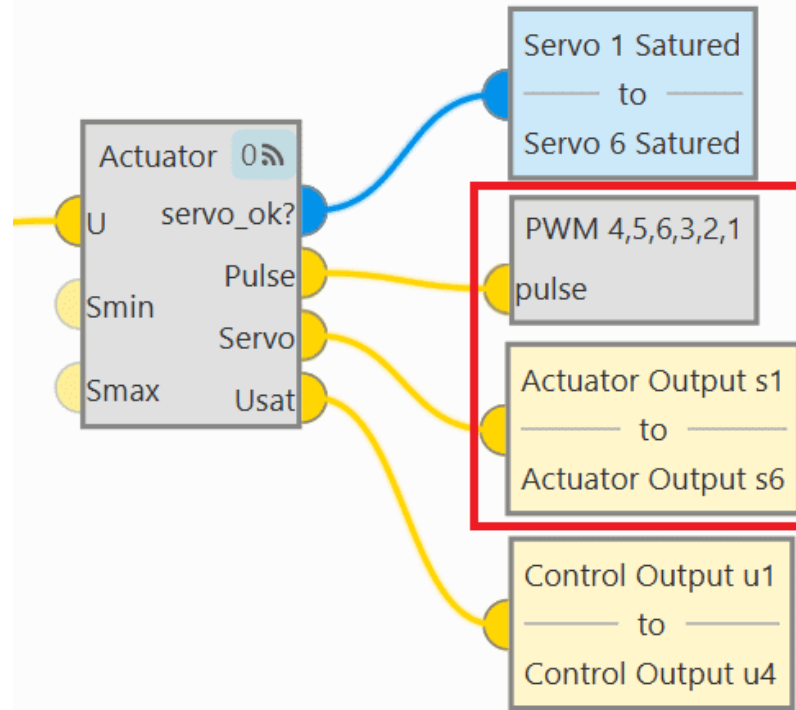 Actuator 0
U
servo_ok?
Pulse
Smin
Servo
Smax
Usat
Servo 1 Satured
to
Servo 6 Satured
PWM 4,5,6,3,2,1
pulse
Actuator Output s1
to
Actuator Output s6
Control Output u1
to
Control Output u4